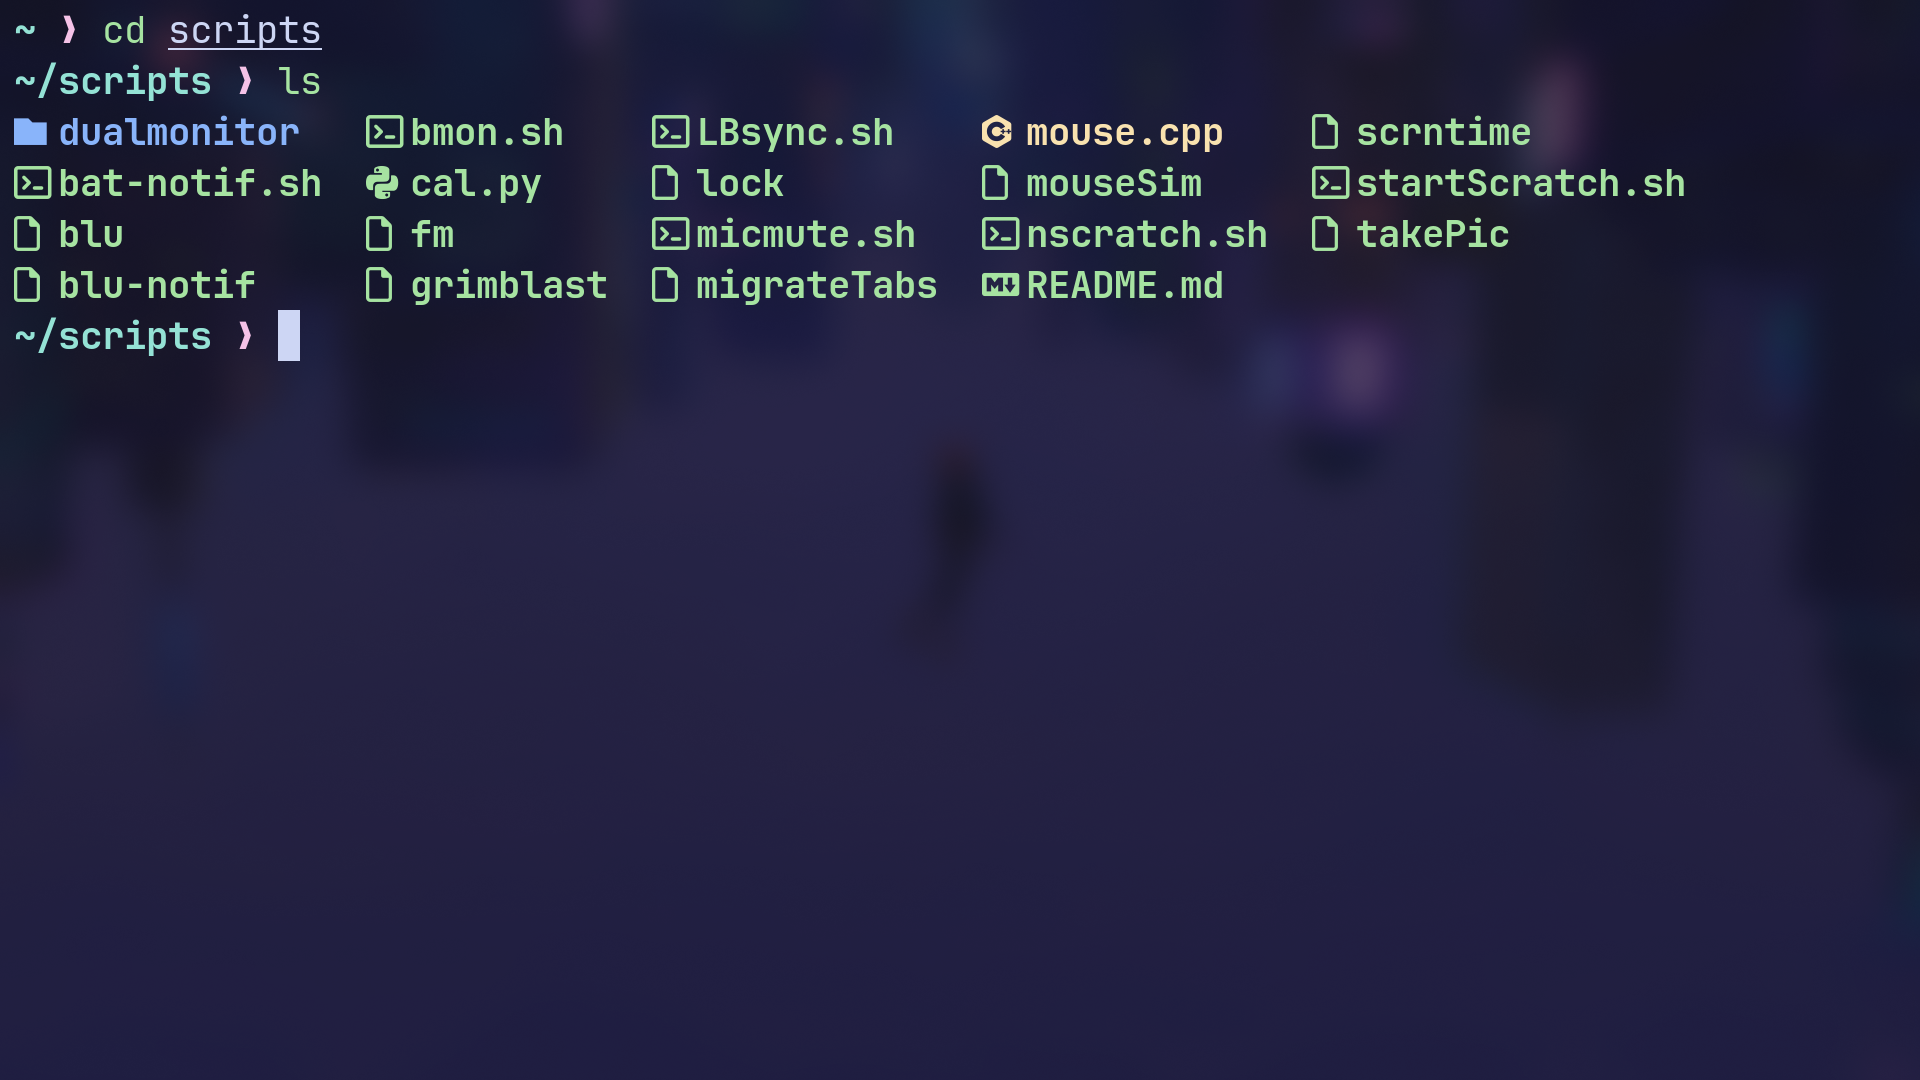 ~ ❯ cd scripts
~/scripts ❯ ls
dualmonitor bmon.sh LBsync.sh mouse.cpp scrntime
bat-notif.sh cal.py lock mouseSim startScratch.sh
blu fm micmute.sh nscratch.sh takePic
blu-notif grimblast migrateTabs README.md
~/scripts ❯